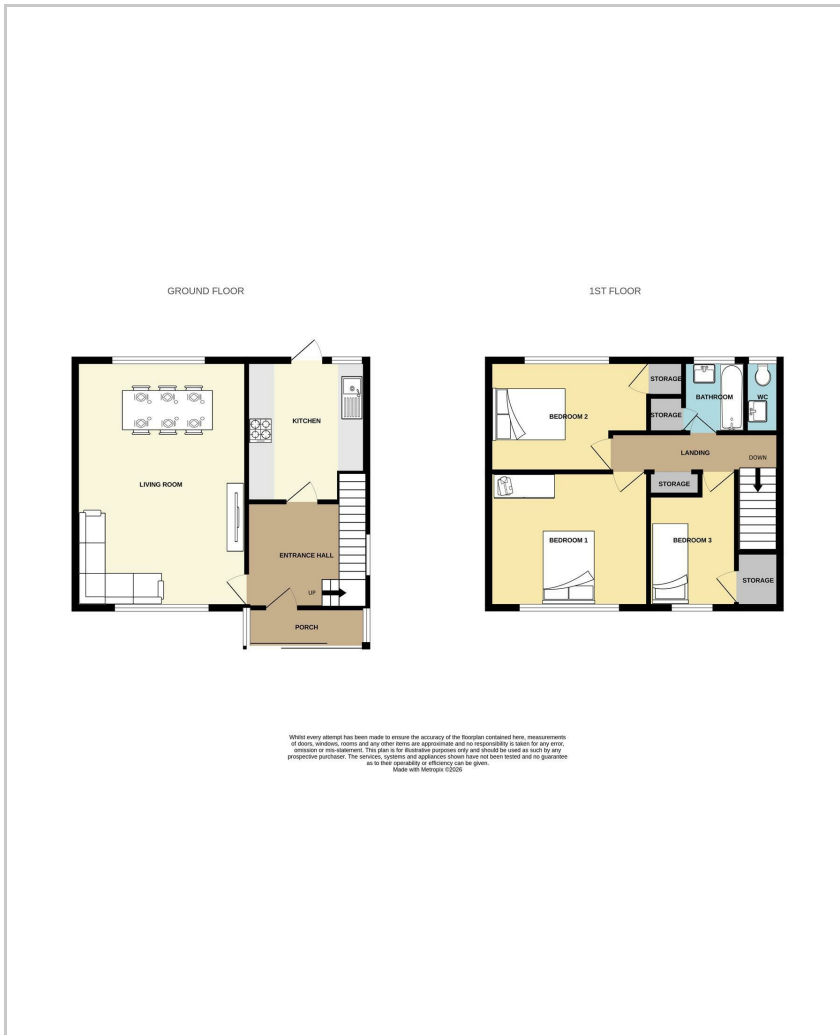 GROUND FLOOR
LIVING ROOM
KITCHEN
ENTRANCE HALL
UP
PORCH
1ST FLOOR
STORAGE
BATHROOM
WC
BEDROOM 2
STORAGE
LANDING
DOWN
STORAGE
BEDROOM 1
BEDROOM 3
STORAGE
Whilst every attempt has been made to ensure the accuracy of the floorplan contained here, measurements
of doors, windows, rooms and any other items are approximate and no responsibility is taken for any error,
omission or mis-statement. This plan is for illustrative purposes only and should be used as such by any
prospective purchaser. The services, systems and appliances shown have not been tested and no guarantee
as to their operability or efficiency can be given.
Made with Metropix ©2026